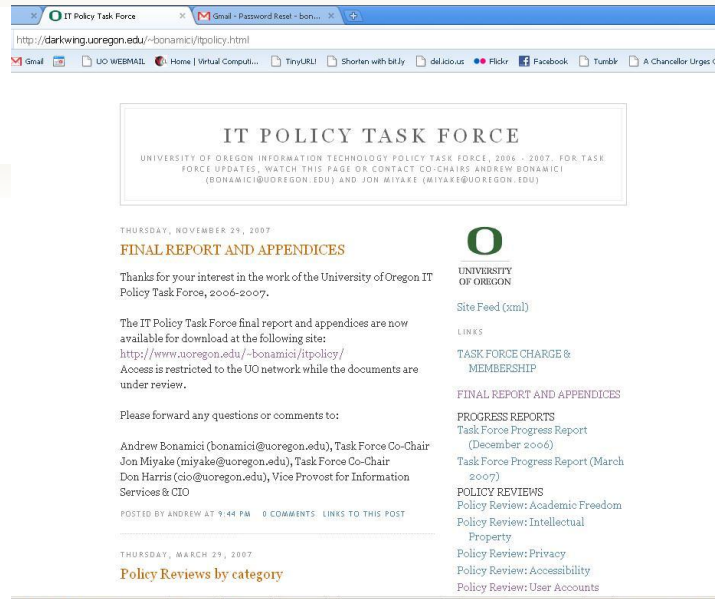 IT Policy Task Force
Gmail - Password Reset - bon...
http://darkwing.uoregon.edu/~bonamici/itpolicy.html
Gmail UO WEBMAIL Home | Virtual Computi... TinyURL! Shorten with bit.ly del.icio.us Flickr Facebook Tumblr A Chancellor Urges
IT POLICY TASK FORCE
UNIVERSITY OF OREGON INFORMATION TECHNOLOGY POLICY TASK FORCE, 2006 - 2007. FOR TASK
FORCE UPDATES, WATCH THIS PAGE OR CONTACT CO-CHAIRS ANDREW BONAMICI
(BONAMICI@UOREGON.EDU) AND JON MIYAKE (MIYAKE@UOREGON.EDU)
THURSDAY, NOVEMBER 29, 2007
FINAL REPORT AND APPENDICES
Thanks for your interest in the work of the University of Oregon IT
Policy Task Force, 2006-2007.
The IT Policy Task Force final report and appendices are now
available for download at the following site:
http://www.uoregon.edu/~bonamici/itpolicy/
Access is restricted to the UO network while the documents are
under review.
Please forward any questions or comments to:
Andrew Bonamici (bonamici@uoregon.edu), Task Force Co-Chair
Jon Miyake (miyake@uoregon.edu), Task Force Co-Chair
Don Harris (cio@uoregon.edu), Vice Provost for Information
Services & CIO
POSTED BY ANDREW AT 9:44 PM 0 COMMENTS LINKS TO THIS POST
THURSDAY, MARCH 29, 2007
Policy Reviews by category
O
UNIVERSITY
OF OREGON
Site Feed (xml)
LINKS
TASK FORCE CHARGE &
MEMBERSHIP
FINAL REPORT AND APPENDICES
PROGRESS REPORTS
Task Force Progress Report
(December 2006)
Task Force Progress Report (March
2007)
POLICY REVIEWS
Policy Review: Academic Freedom
Policy Review: Intellectual
Property
Policy Review: Privacy
Policy Review: Accessibility
Policy Review: User Accounts